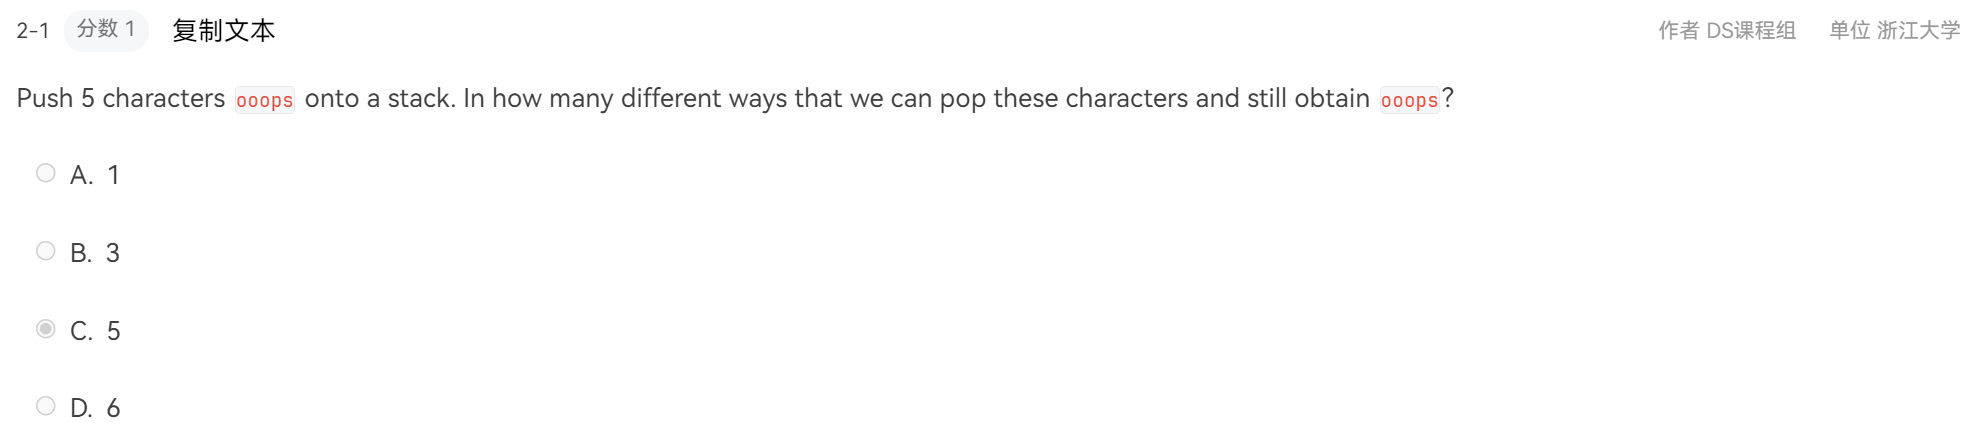 2-1 分数 1 复制文本 作者 DS课程组 单位 浙江大学
Push 5 characters ooops onto a stack. In how many different ways that we can pop these characters and still obtain ooops?
A. 1
B. 3
C. 5
D. 6